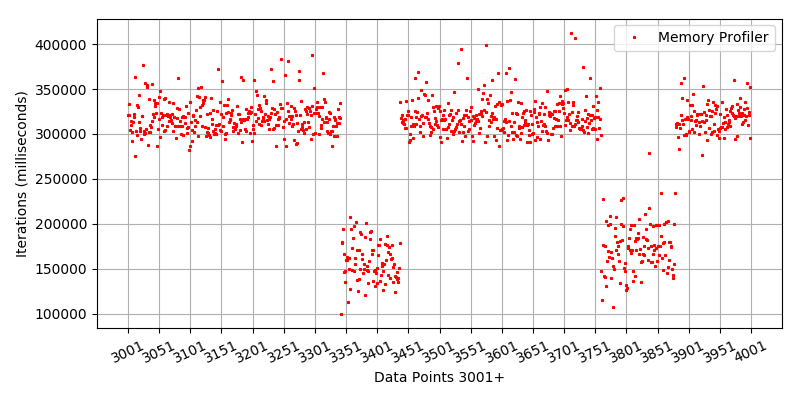 Memory Profiler
Iterations (milliseconds)
400000
350000
300000
250000
200000
150000
100000
3001 3051 3101 3151 3201 3251 3301 3351 3401 3451 3501 3551 3601 3651 3701 3751 3801 3851 3901 3951 4001
Data Points 3001+